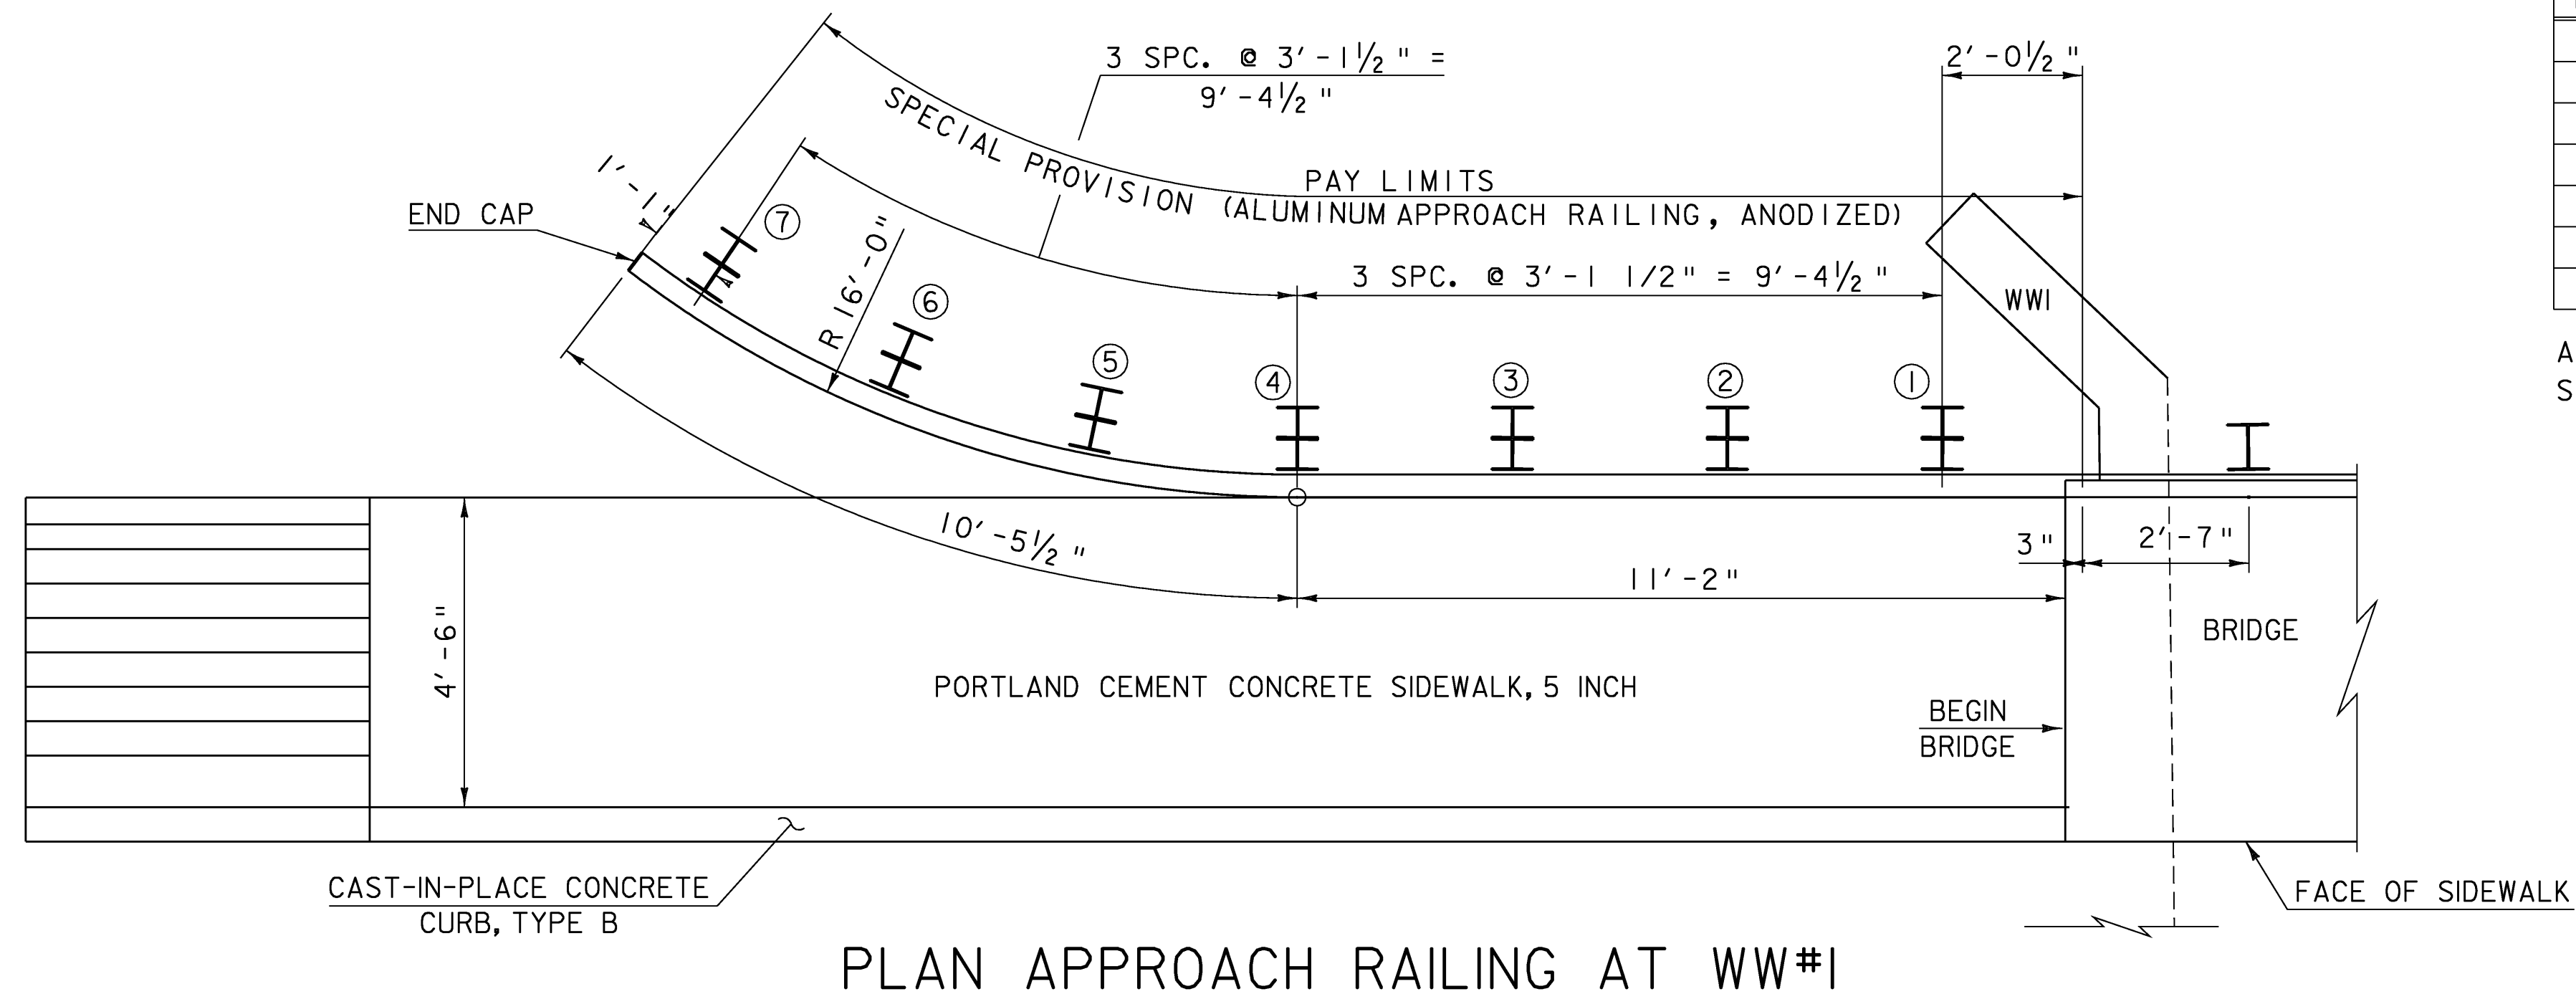 3 SPC. @ 3'-1½" =
9'-4½"
2'-0½"
SPECIAL PROVISION (ALUMINUM APPROACH RAILING, ANODIZED)
PAY LIMITS
1'-1"
END CAP
R 16'-0"
3 SPC. @ 3'-1 1/2" = 9'-4½"
WW1
7
6
5
4
3
2
1
A
S
10'-5½"
11'-2"
3"
2'-7"
4'-6"
BRIDGE
PORTLAND CEMENT CONCRETE SIDEWALK, 5 INCH
BEGIN
BRIDGE
CAST-IN-PLACE CONCRETE
CURB, TYPE B
FACE OF SIDEWALK
PLAN APPROACH RAILING AT WW#1